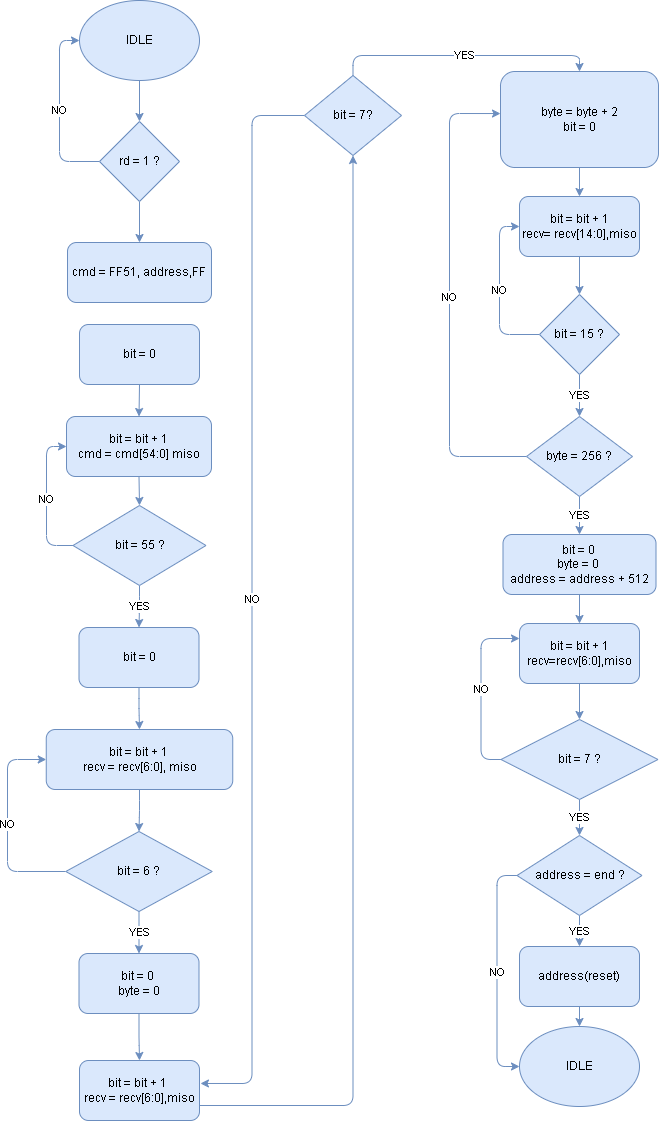 IDLE
NO
rd = 1 ?
cmd = FF51, address,FF
bit = 0
bit = bit + 1
cmd = cmd[54:0] miso
NO
bit = 55 ?
YES
bit = 0
bit = bit + 1
recv = recv[6:0], miso
NO
bit = 6 ?
YES
bit = 0
byte = 0
bit = bit + 1
recv = recv[6:0],miso
NO
bit = 7?
YES
byte = byte + 2
bit = 0
bit = bit + 1
recv= recv[14:0],miso
NO
bit = 15 ?
YES
NO
byte = 256 ?
YES
bit = 0
byte = 0
address = address + 512
bit = bit + 1
recv=recv[6:0],miso
NO
bit = 7 ?
YES
address = end ?
YES
NO
address(reset)
IDLE